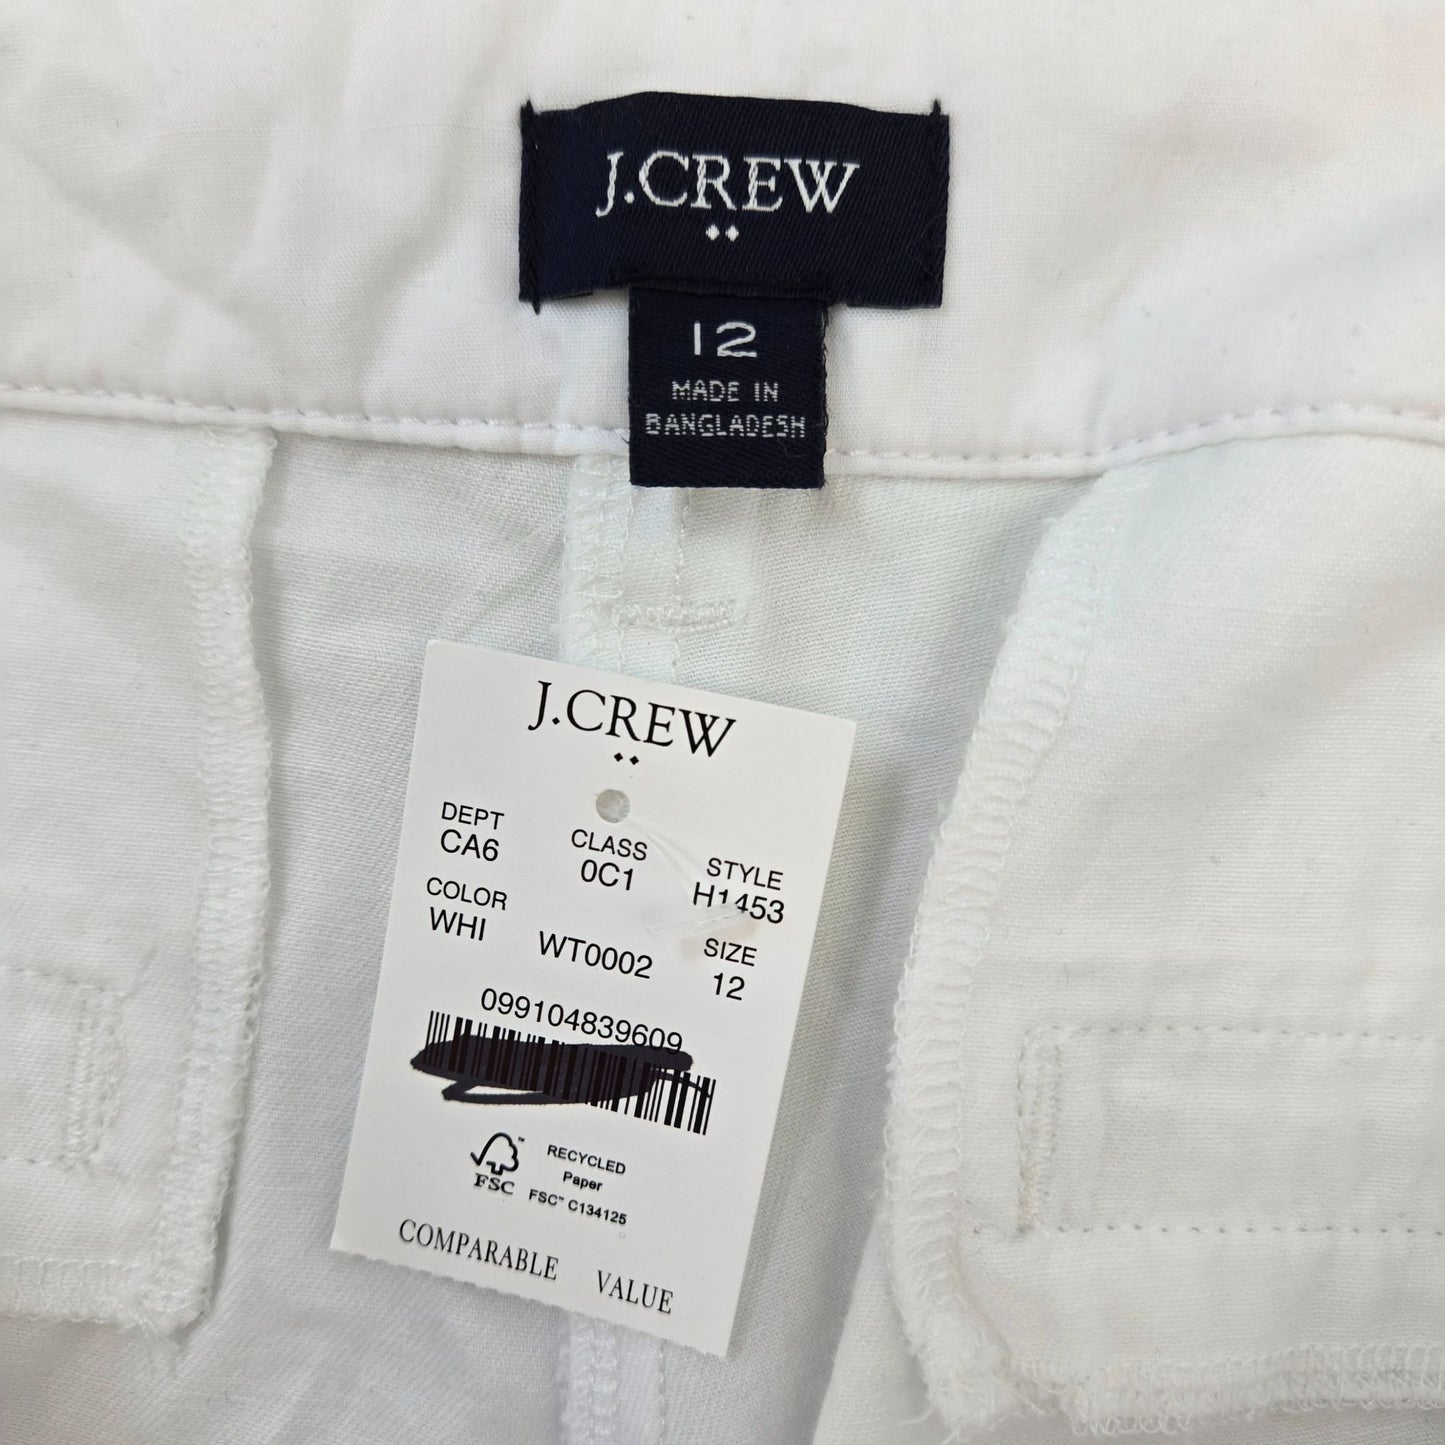 J.CREW
12
MADE IN
BANGLADESH
J.CREW
DEPT CLASS STYLE
CA6 0C1 H1453
COLOR SIZE
WHI WT0002 12
099104839609
FSC™
RECYCLED
Paper
FSC™ C134125
COMPARABLE VALUE